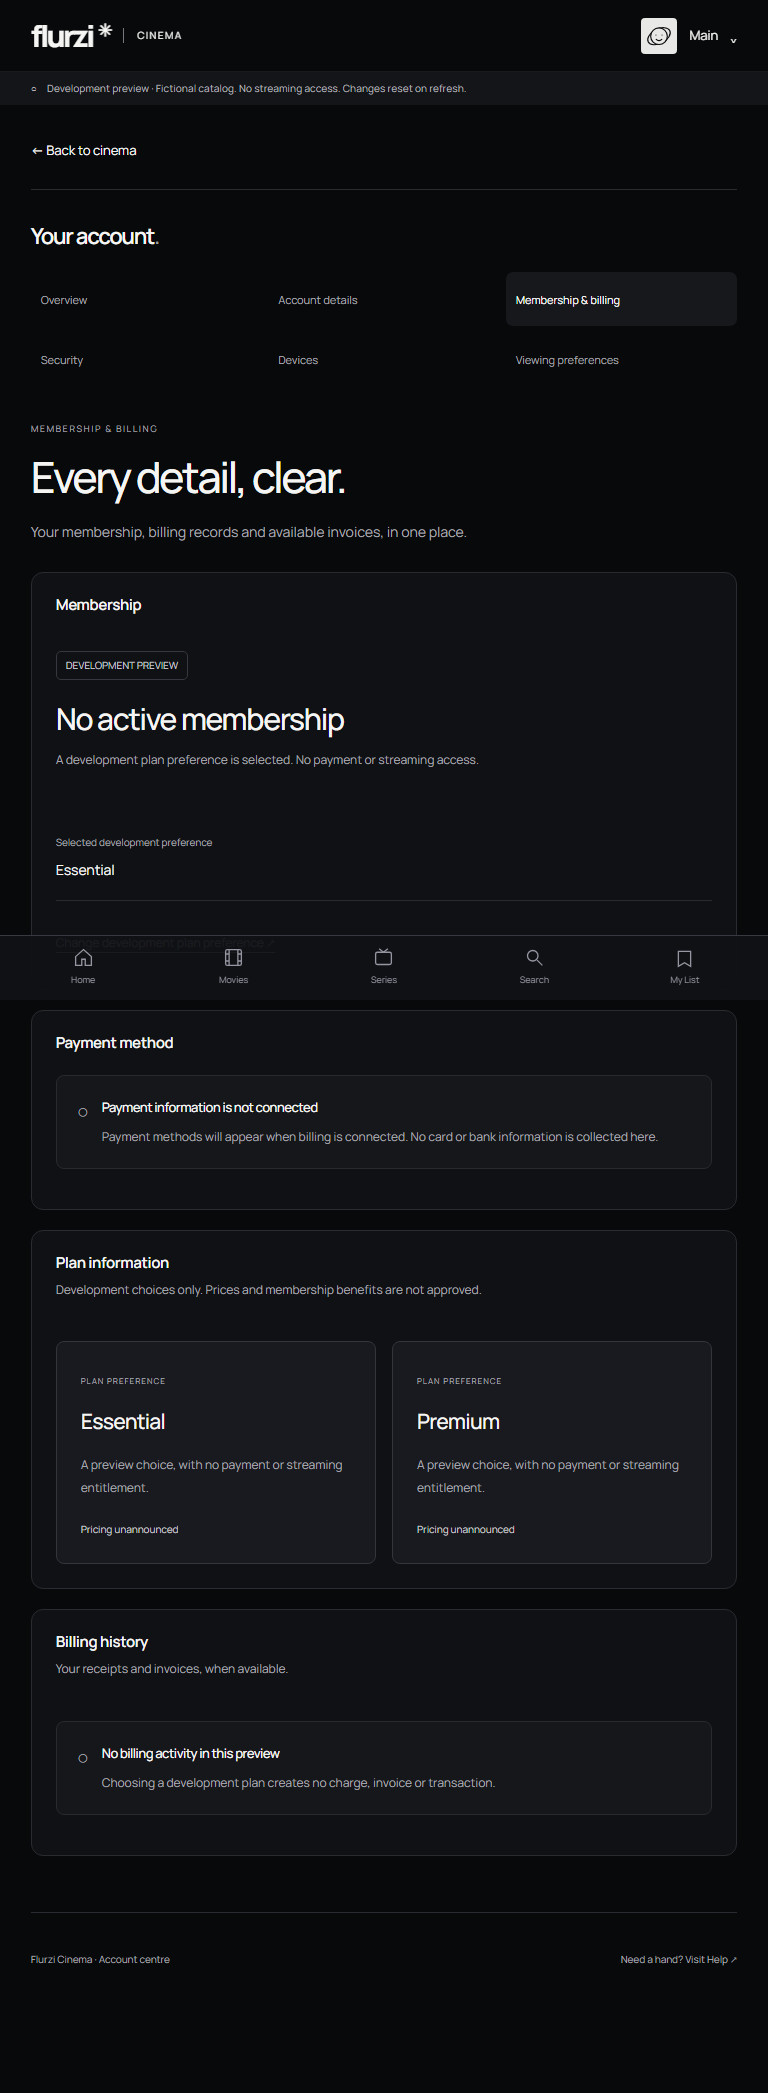 flurzi* CINEMA
Main
Development preview · Fictional catalog. No streaming access. Changes reset on refresh.
← Back to cinema
Your account.
Overview
Account details
Membership & billing
Security
Devices
Viewing preferences
MEMBERSHIP & BILLING
Every detail, clear.
Your membership, billing records and available invoices, in one place.
Membership
DEVELOPMENT PREVIEW
No active membership
A development plan preference is selected. No payment or streaming access.
Selected development preference
Essential
Change development plan preference ↗
Home
Movies
Series
Search
My List
Payment method
Payment information is not connected
Payment methods will appear when billing is connected. No card or bank information is collected here.
Plan information
Development choices only. Prices and membership benefits are not approved.
PLAN PREFERENCE
Essential
A preview choice, with no payment or streaming
entitlement.
Pricing unannounced
PLAN PREFERENCE
Premium
A preview choice, with no payment or streaming
entitlement.
Pricing unannounced
Billing history
Your receipts and invoices, when available.
No billing activity in this preview
Choosing a development plan creates no charge, invoice or transaction.
Flurzi Cinema · Account centre
Need a hand? Visit Help ↗